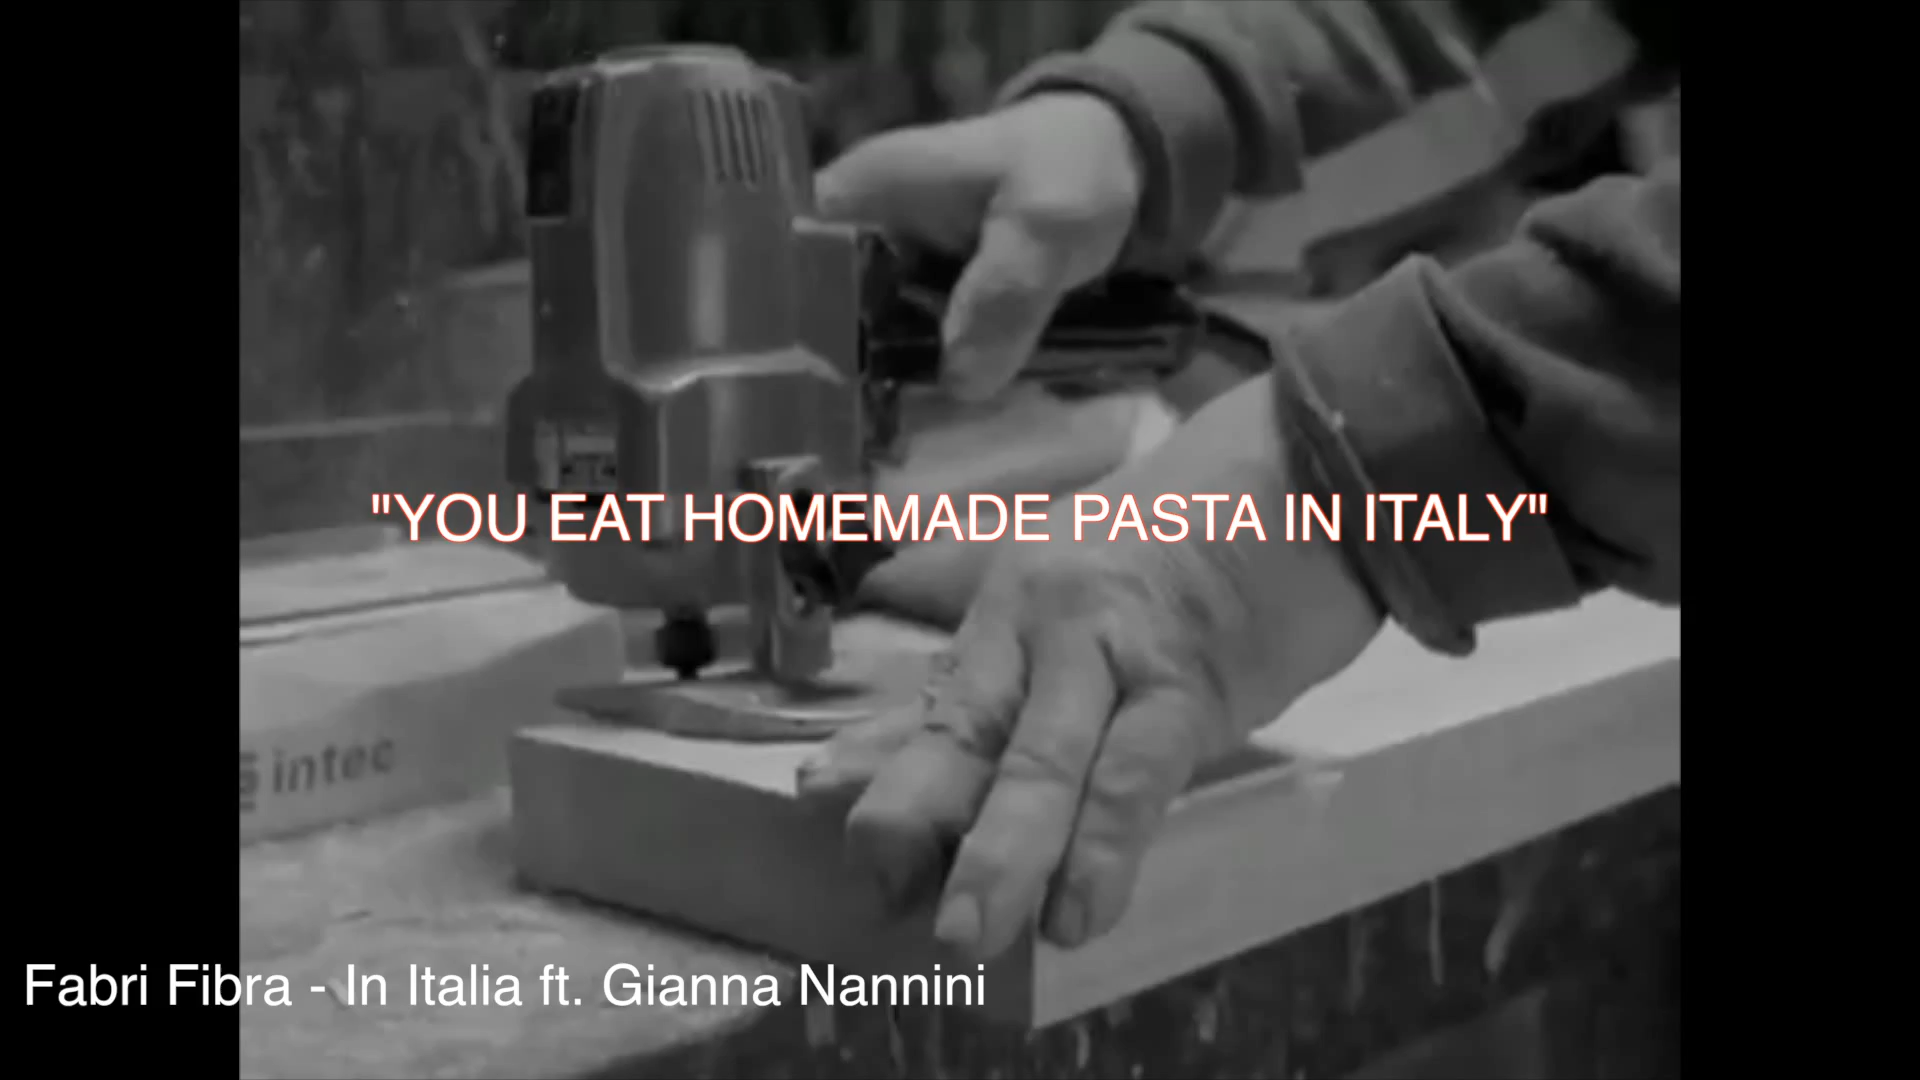 "YOU EAT HOMEMADE PASTA IN ITALY"
intec
Fabri Fibra - In Italia ft. Gianna Nannini